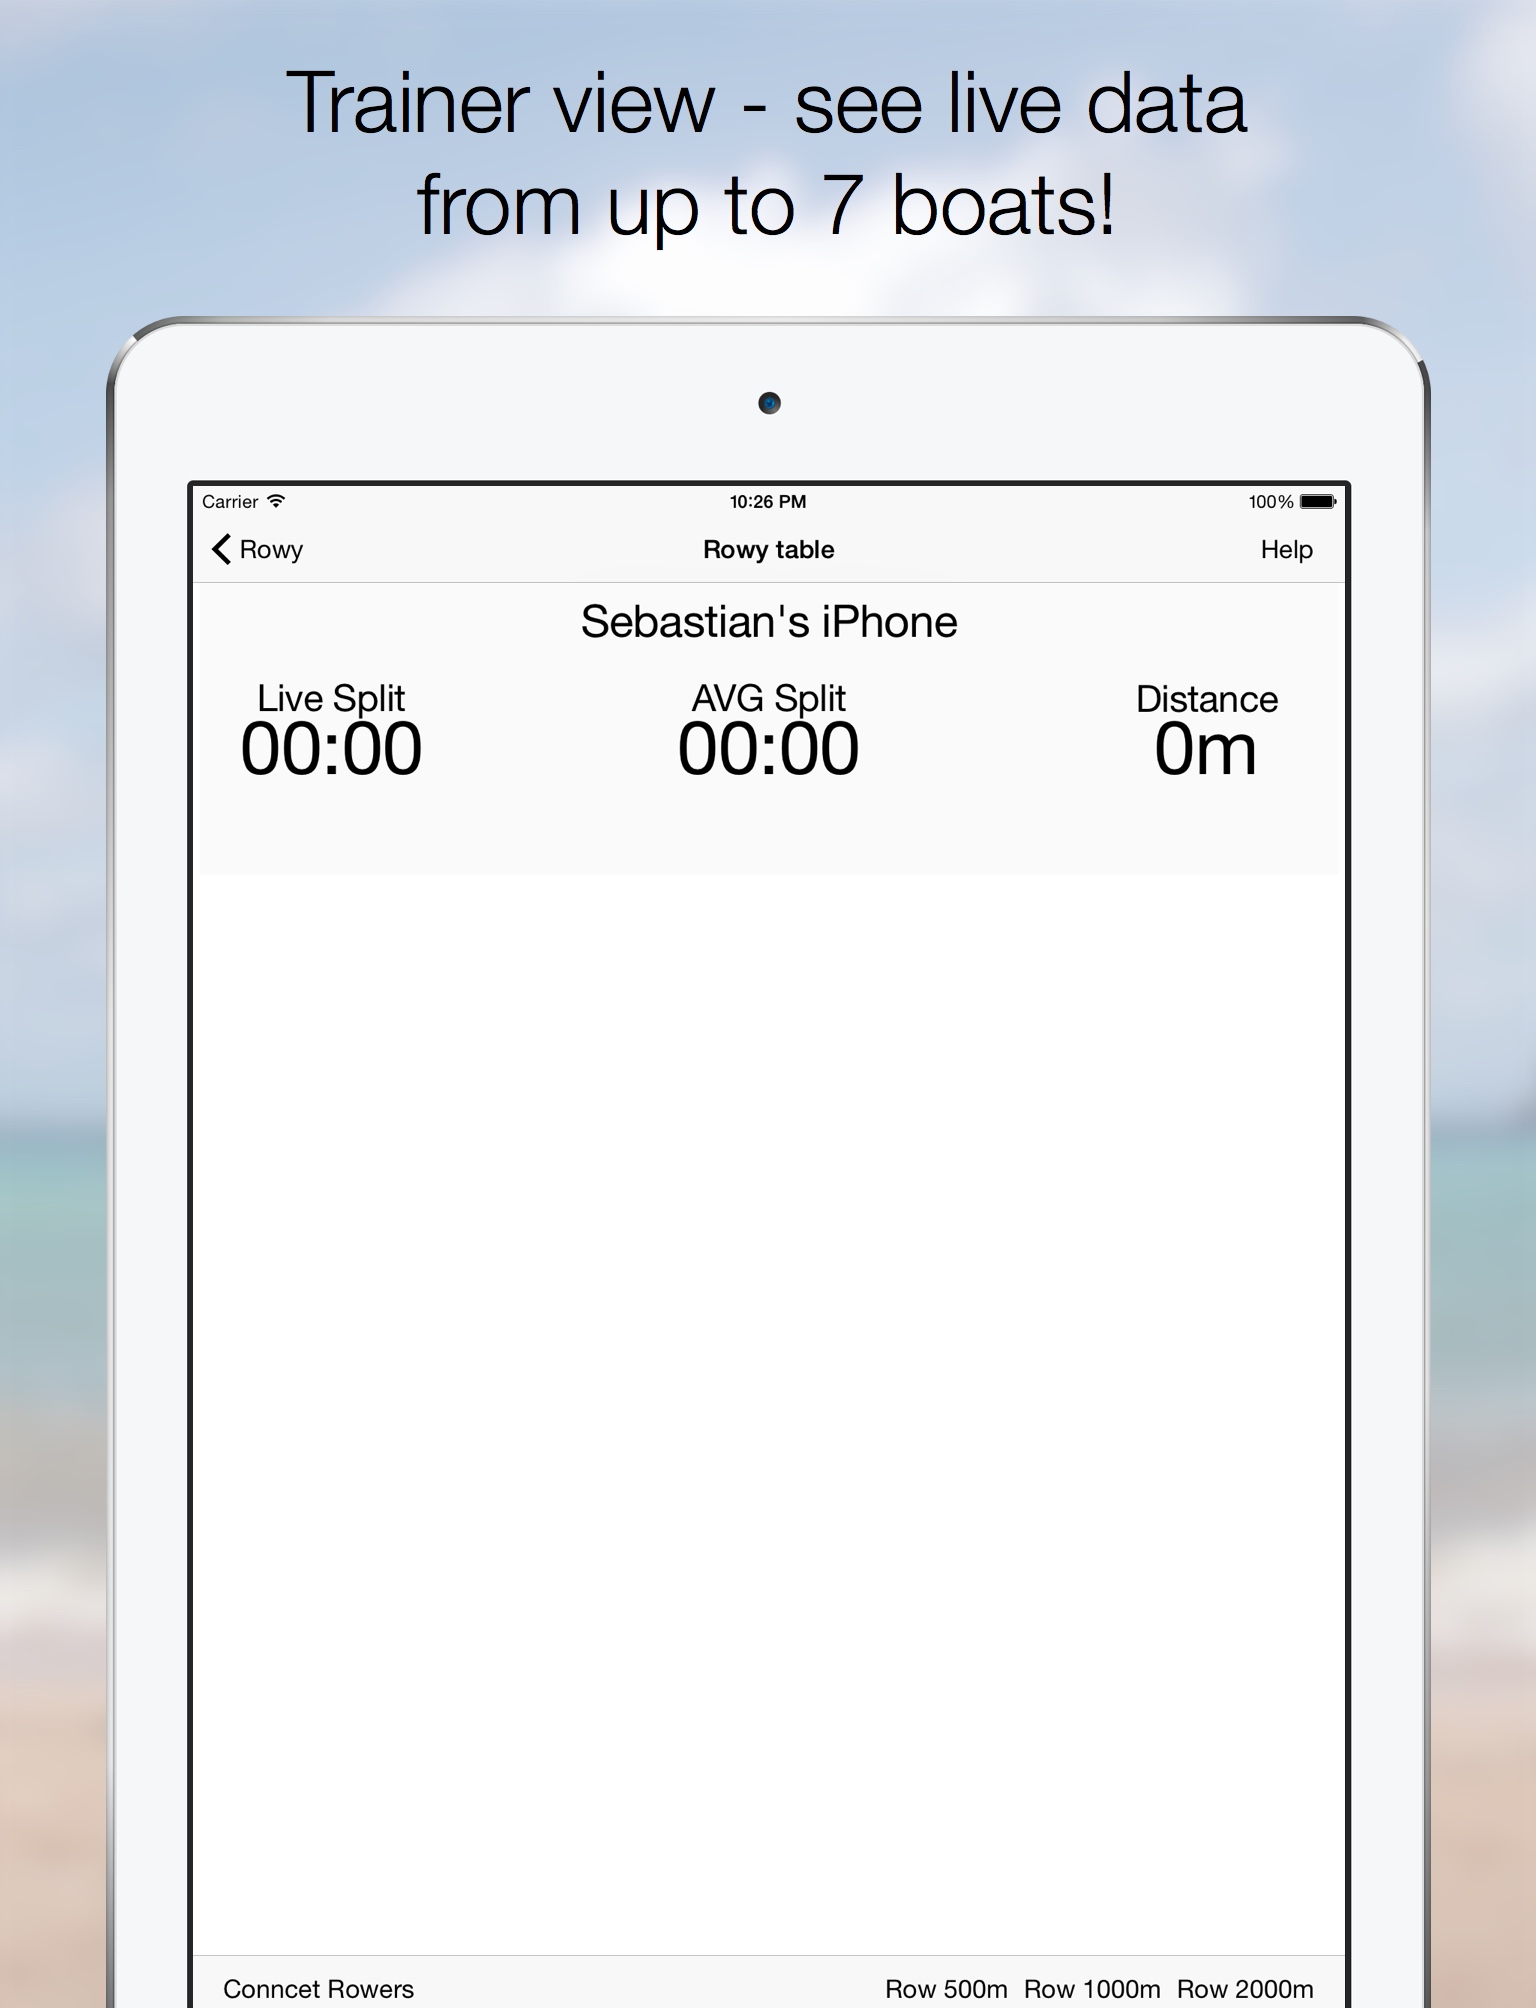 Trainer view - see live data
from up to 7 boats!
Carrier 10:26 PM 100%
Rowy Rowy table Help
Sebastian's iPhone
Live Split AVG Split Distance
00:00 00:00 0m
Conncet Rowers Row 500m Row 1000m Row 2000m